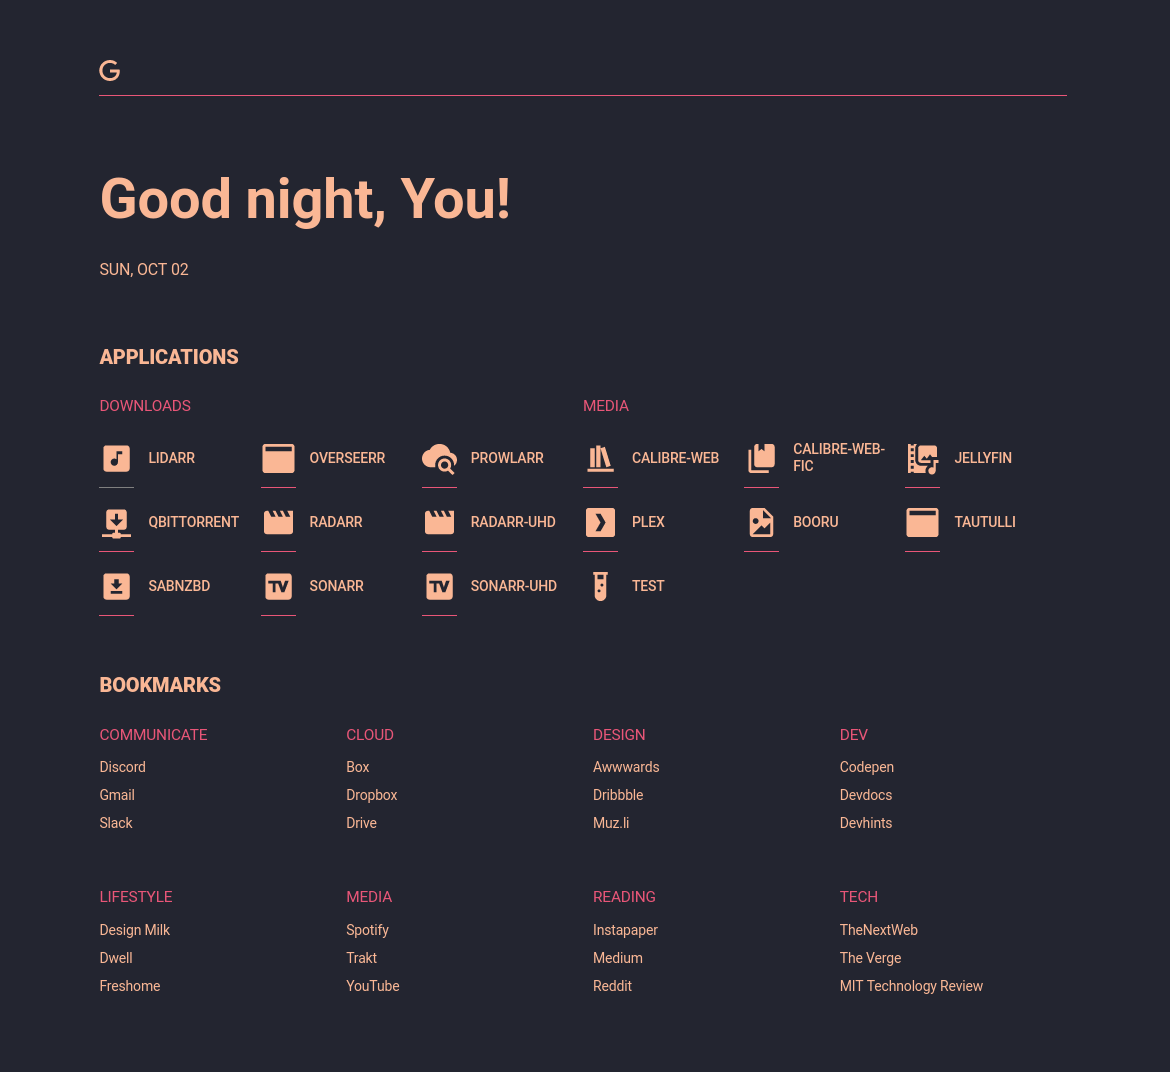 G
Good night, You!
SUN, OCT 02
APPLICATIONS
DOWNLOADS
LIDARR
OVERSEERR
PROWLARR
QBITTORRENT
RADARR
RADARR-UHD
SABNZBD
TV
SONARR
TV
SONARR-UHD
MEDIA
CALIBRE-WEB
CALIBRE-WEB-
FIC
JELLYFIN
PLEX
BOORU
TAUTULLI
TEST
BOOKMARKS
COMMUNICATE
Discord
Gmail
Slack
CLOUD
Box
Dropbox
Drive
DESIGN
Awwwards
Dribbble
Muz.li
DEV
Codepen
Devdocs
Devhints
LIFESTYLE
Design Milk
Dwell
Freshome
MEDIA
Spotify
Trakt
YouTube
READING
Instapaper
Medium
Reddit
TECH
TheNextWeb
The Verge
MIT Technology Review